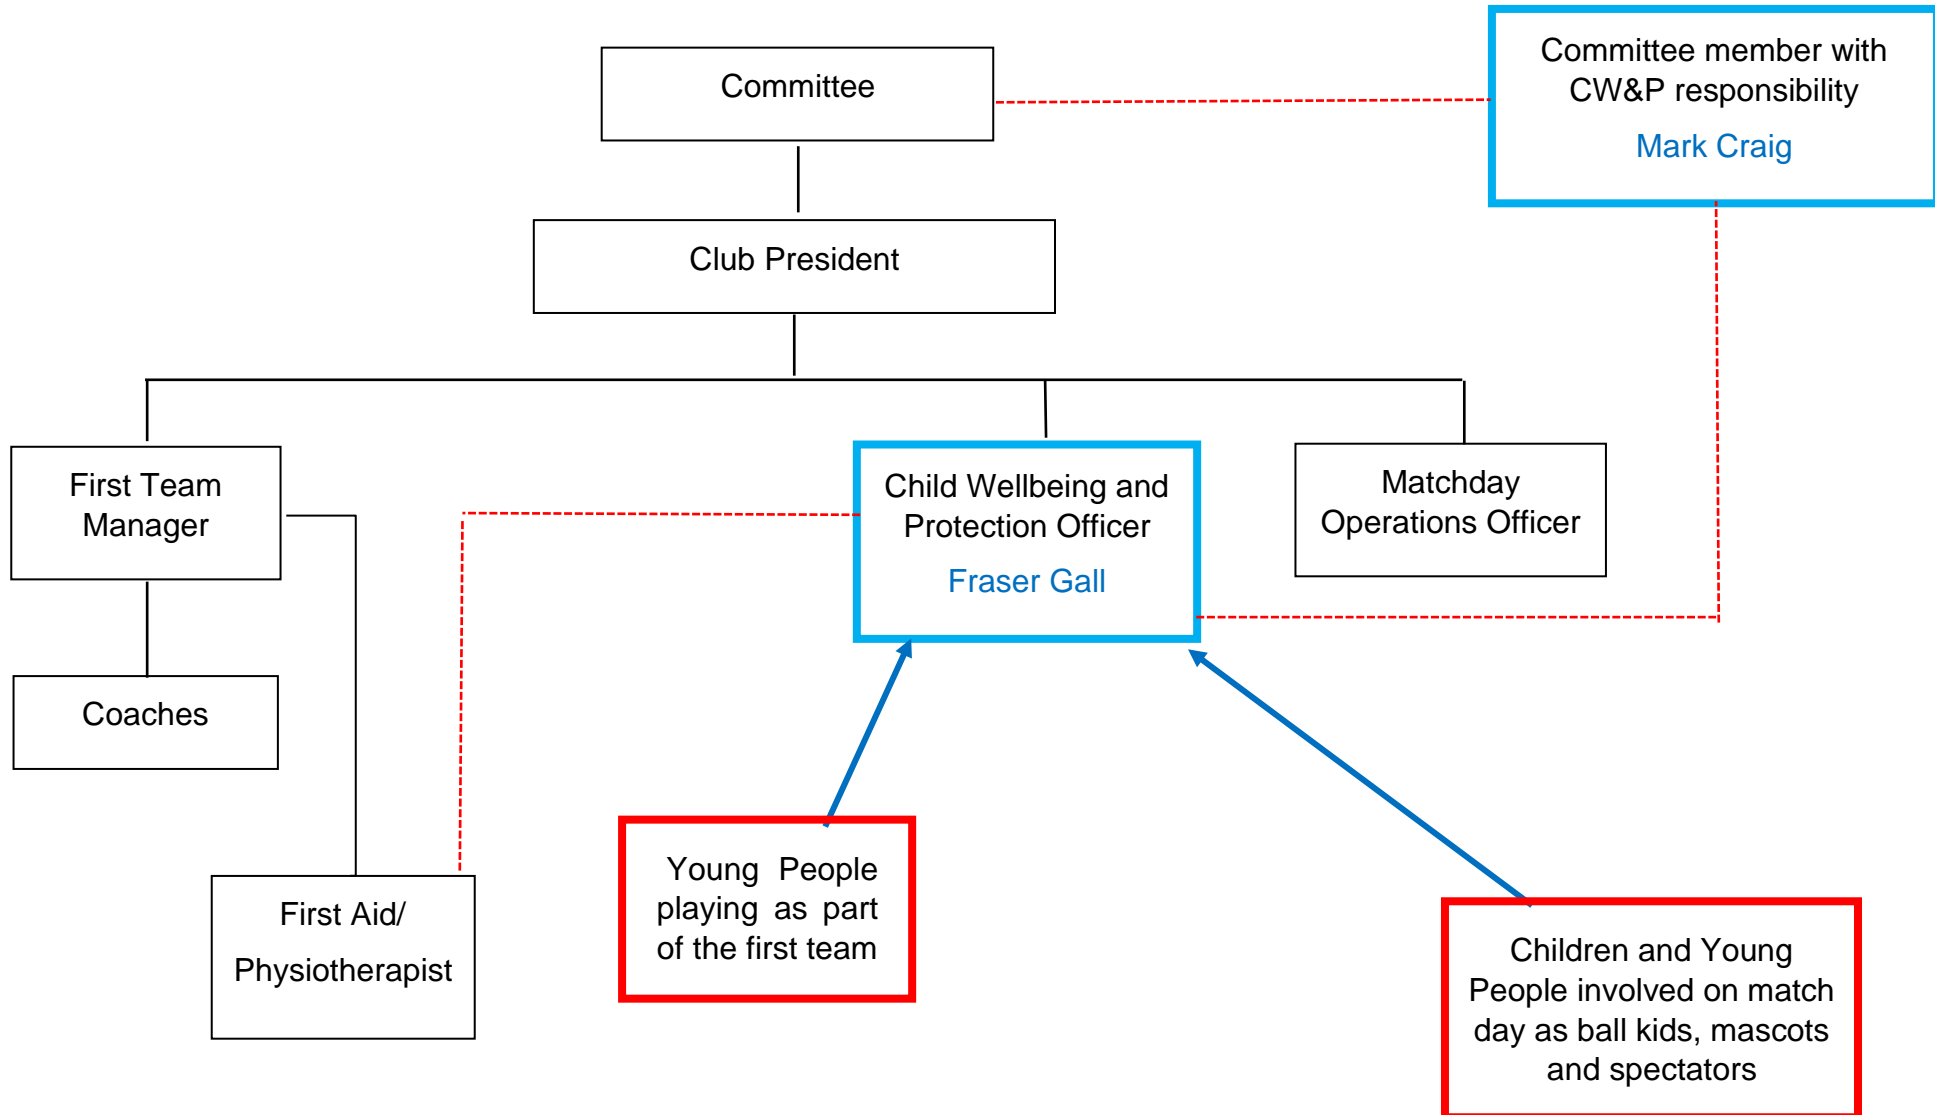 Committee
Committee member with
CW&P responsibility
Mark Craig
Club President
First Team
Manager
Child Wellbeing and
Protection Officer
Fraser Gall
Matchday
Operations Officer
Coaches
First Aid/
Physiotherapist
Young People
playing as part
of the first team
Children and Young
People involved on match
day as ball kids, mascots
and spectators